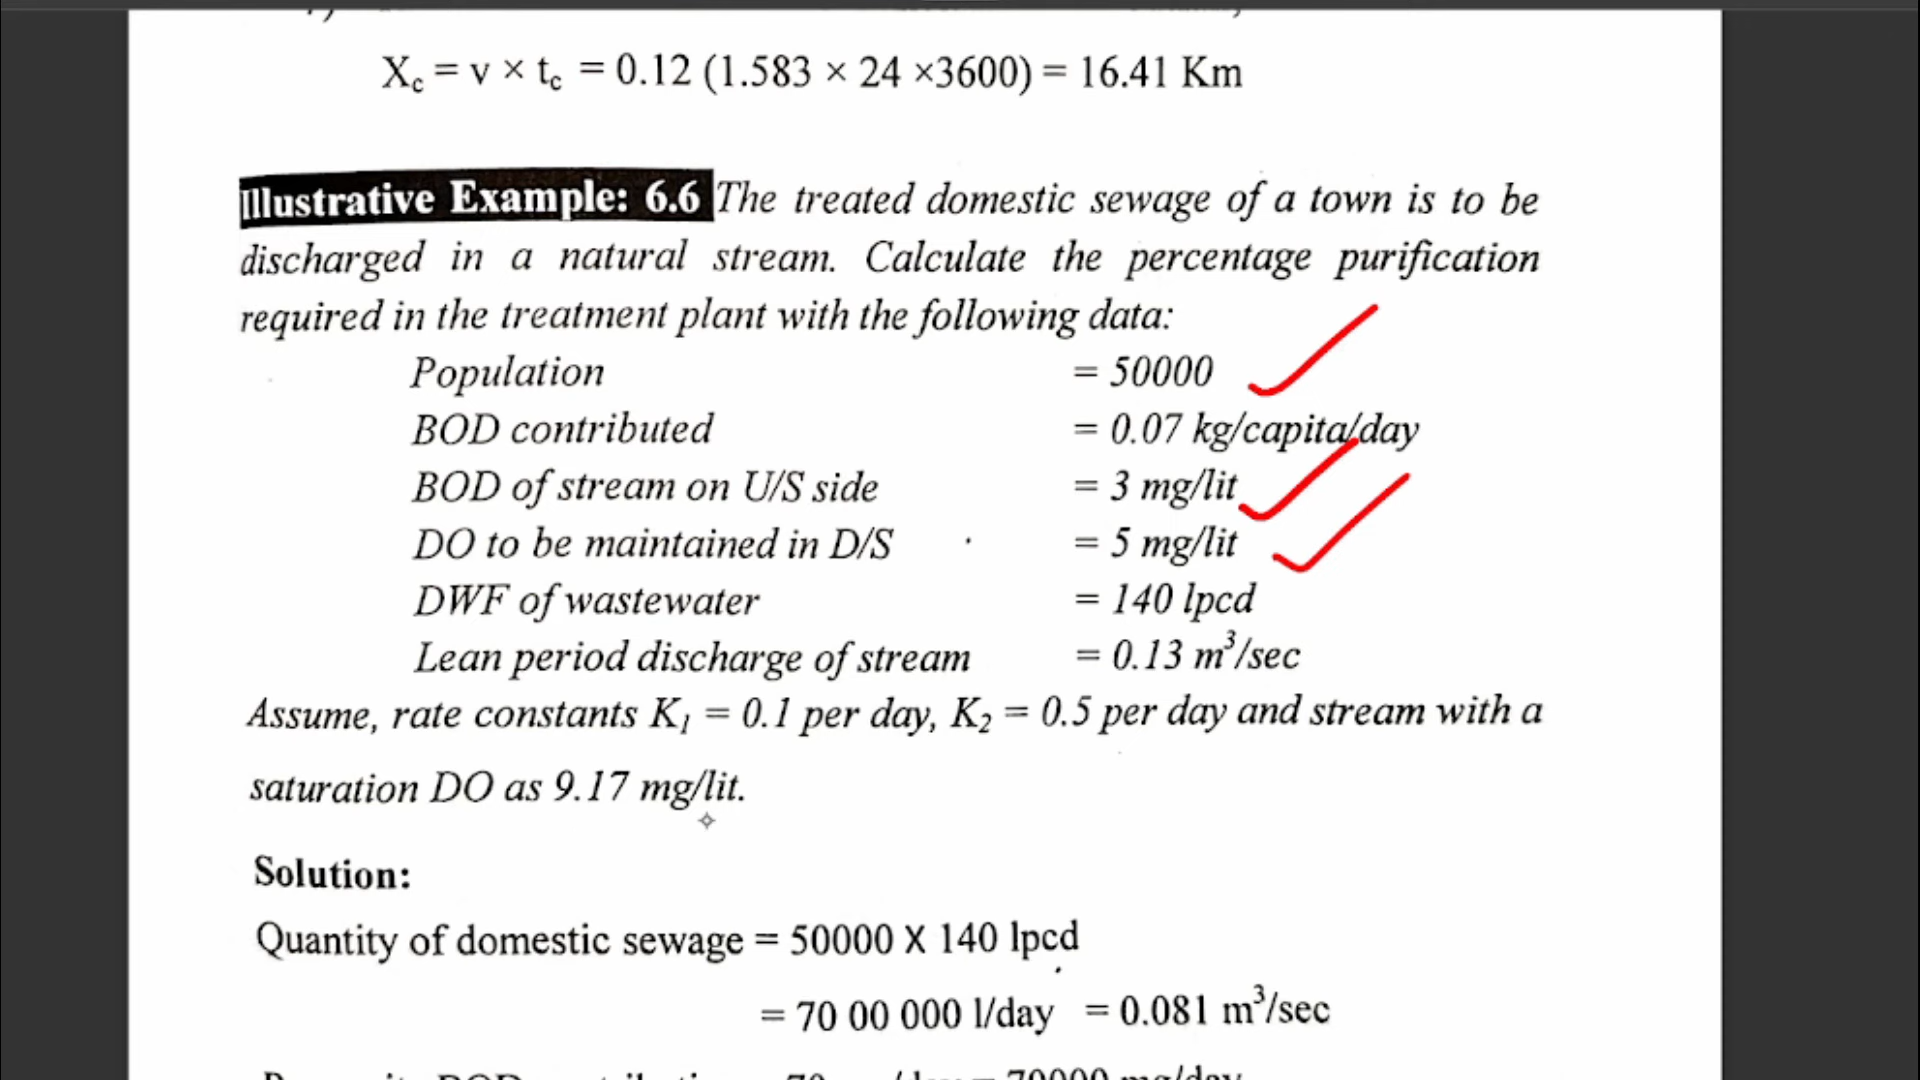 X_c = v × t_c = 0.12 (1.583 × 24 ×3600) = 16.41 Km
Illustrative Example: 6.6 The treated domestic sewage of a town is to be
discharged in a natural stream. Calculate the percentage purification
required in the treatment plant with the following data:
Population = 50000
BOD contributed = 0.07 kg/capita/day
BOD of stream on U/S side = 3 mg/lit
DO to be maintained in D/S = 5 mg/lit
DWF of wastewater = 140 lpcd
Lean period discharge of stream = 0.13 m³/sec
Assume, rate constants K₁ = 0.1 per day, K₂ = 0.5 per day and stream with a
saturation DO as 9.17 mg/lit.
Solution:
Quantity of domestic sewage = 50000 X 140 lpcd
= 70 00 000 l/day = 0.081 m³/sec